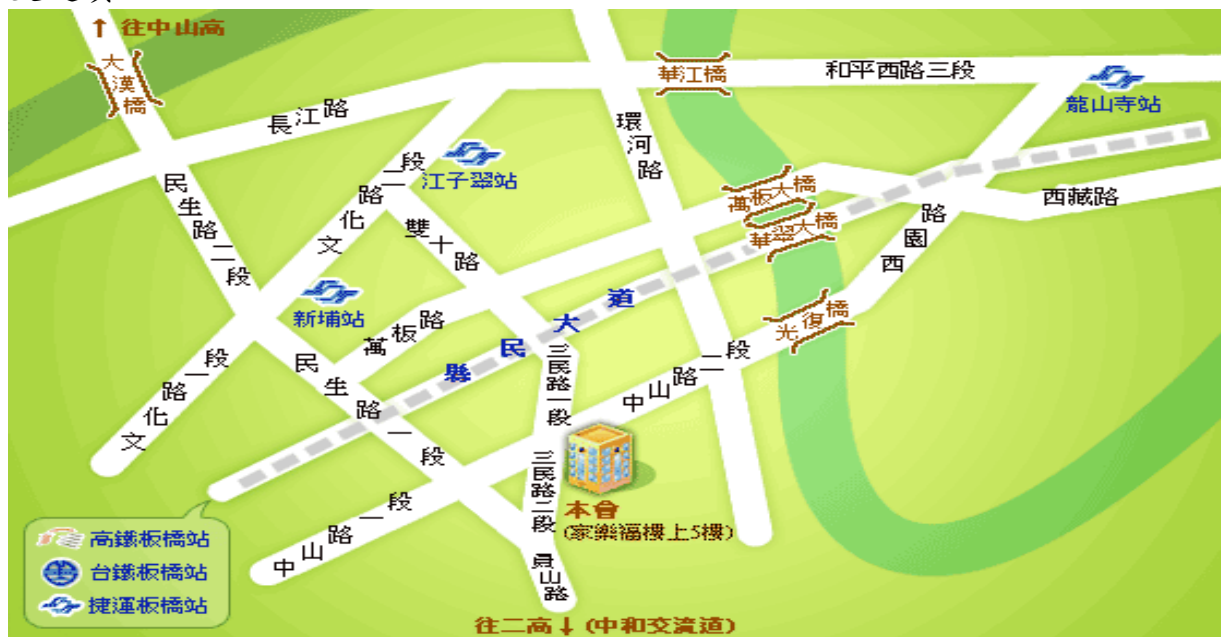 ↑ 往中山高
大漢橋
長江路
華江橋
和平西路三段
龍山寺站
環河路
江子翠站
文化路二段
民生路二段
雙十路
萬板大橋
華翠大橋
西藏路
西園路
新埔站
萬板路
縣民大道
光復橋
文化路一段
民生路一段
三民路一段
中山路二段
三民路二段
本會
(家樂福樓上5樓)
中山路一段
員山路
高鐵板橋站
台鐵板橋站
捷運板橋站
往二高↓(中和交流道)